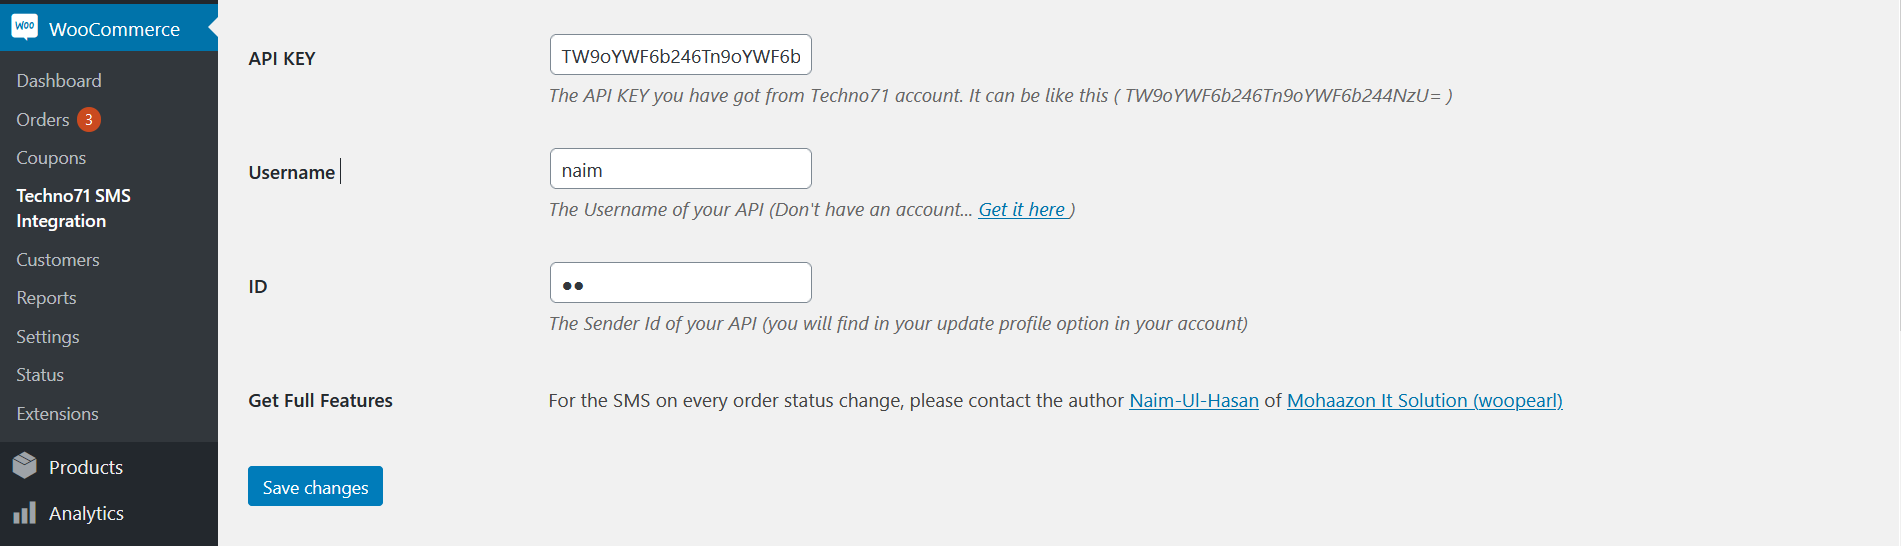 WOO WooCommerce
Dashboard
Orders 3
Coupons
Techno71 SMS
Integration
Customers
Reports
Settings
Status
Extensions
Products
Analytics
API KEY
TW9oYWF6b246Tn9oYWF6b
The API KEY you have got from Techno71 account. It can be like this ( TW9oYWF6b246Tn9oYWF6b244NzU= )
Username
naim
The Username of your API (Don't have an account... Get it here )
ID
●●
The Sender Id of your API (you will find in your update profile option in your account)
Get Full Features
For the SMS on every order status change, please contact the author Naim-Ul-Hasan of Mohaazon It Solution (woopearl)
Save changes